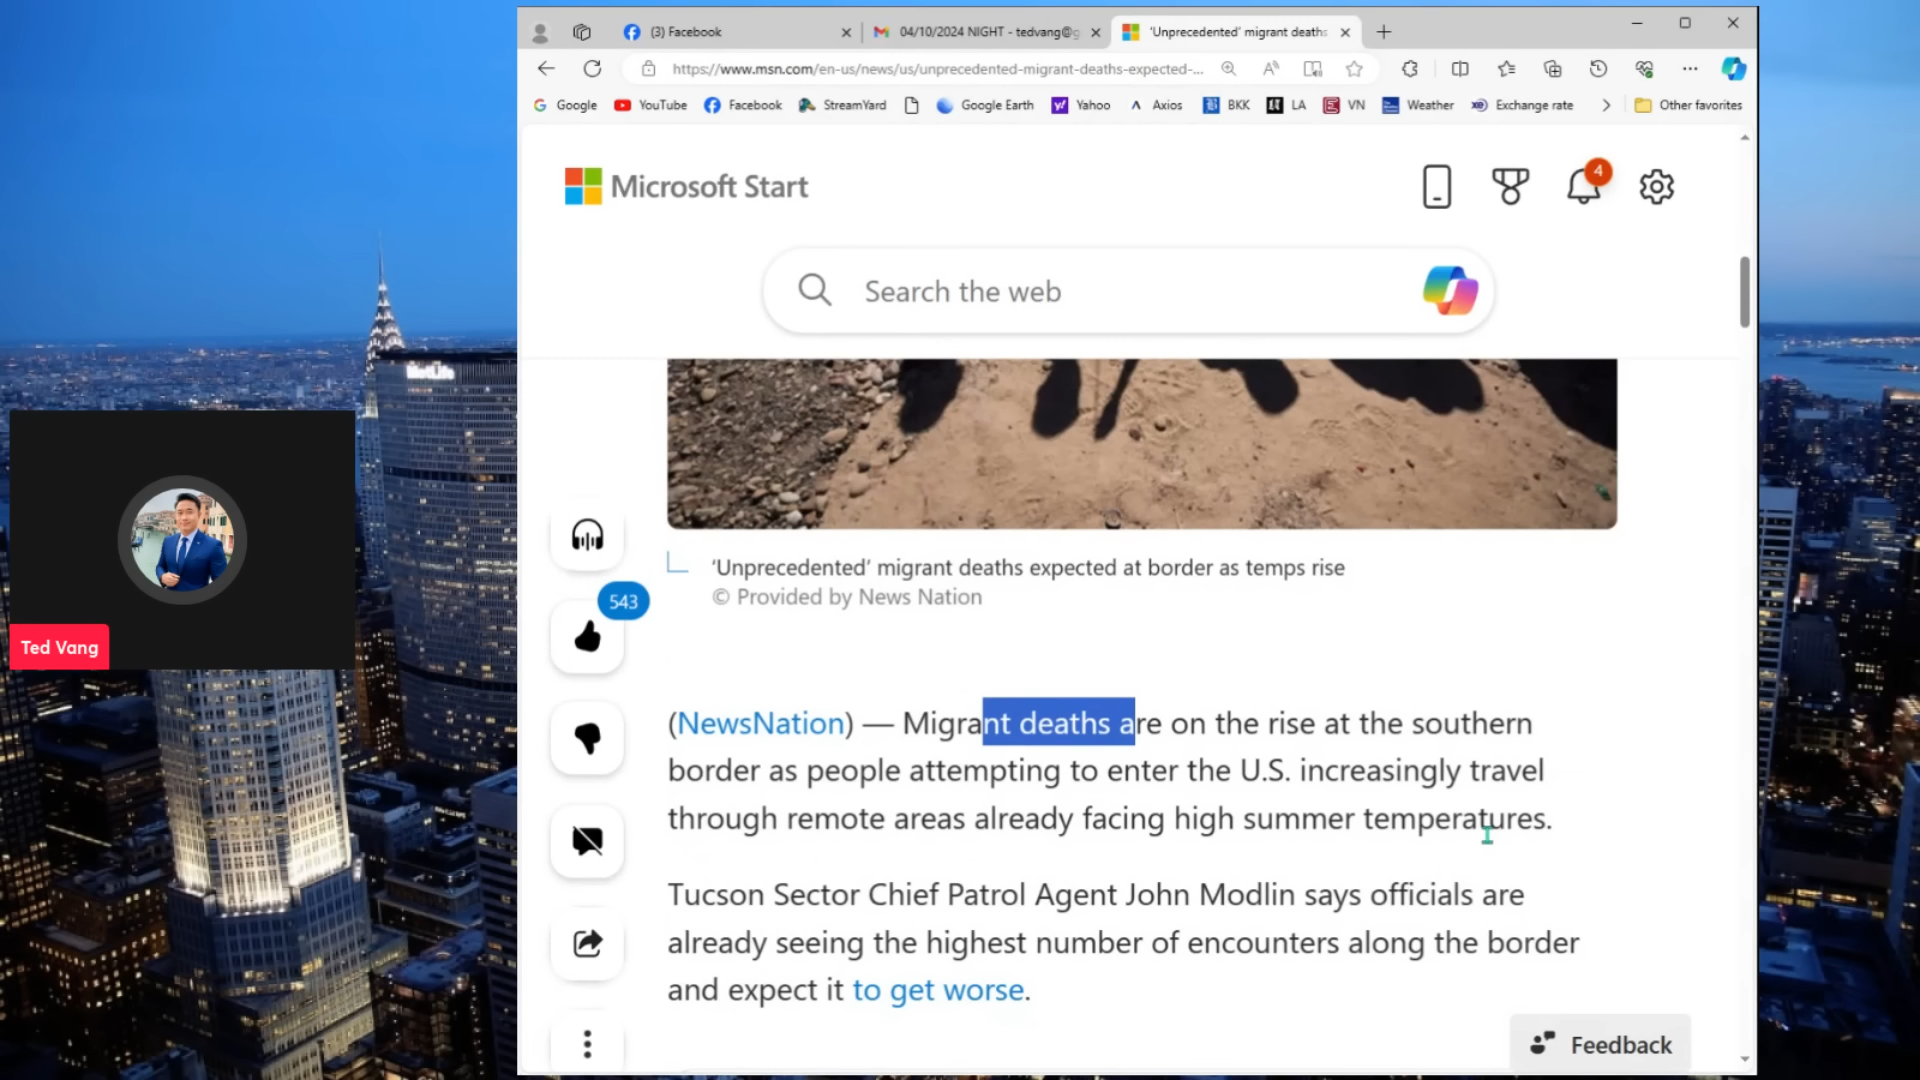 (3) Facebook
04/10/2024 NIGHT - tedvang@g
'Unprecedented' migrant deaths
https://www.msn.com/en-us/news/us/unprecedented-migrant-deaths-expected-...
Google
YouTube
Facebook
StreamYard
Google Earth
Yahoo
Axios
BKK
LA
VN
Weather
Exchange rate
Other favorites
Microsoft Start
4
Search the web
MetLife
'Unprecedented' migrant deaths expected at border as temps rise
© Provided by News Nation
543
Ted Vang
(NewsNation) — Migrant deaths are on the rise at the southern
border as people attempting to enter the U.S. increasingly travel
through remote areas already facing high summer temperatures.
Tucson Sector Chief Patrol Agent John Modlin says officials are
already seeing the highest number of encounters along the border
and expect it to get worse.
Feedback